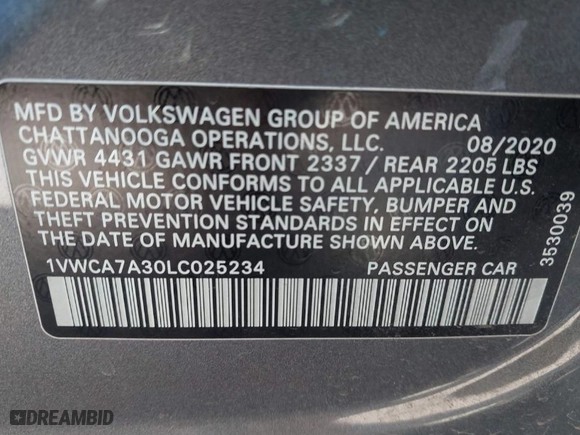 MFD BY VOLKSWAGEN GROUP OF AMERICA
CHATTANOOGA OPERATIONS, LLC. 08/2020
GVWR 4431 GAWR FRONT 2337 / REAR 2205 LBS
THIS VEHICLE CONFORMS TO ALL APPLICABLE U.S.
FEDERAL MOTOR VEHICLE SAFETY, BUMPER AND
THEFT PREVENTION STANDARDS IN EFFECT ON
THE DATE OF MANUFACTURE SHOWN ABOVE.
1VWCA7A30LC025234 PASSENGER CAR
3530039
DREAMBID